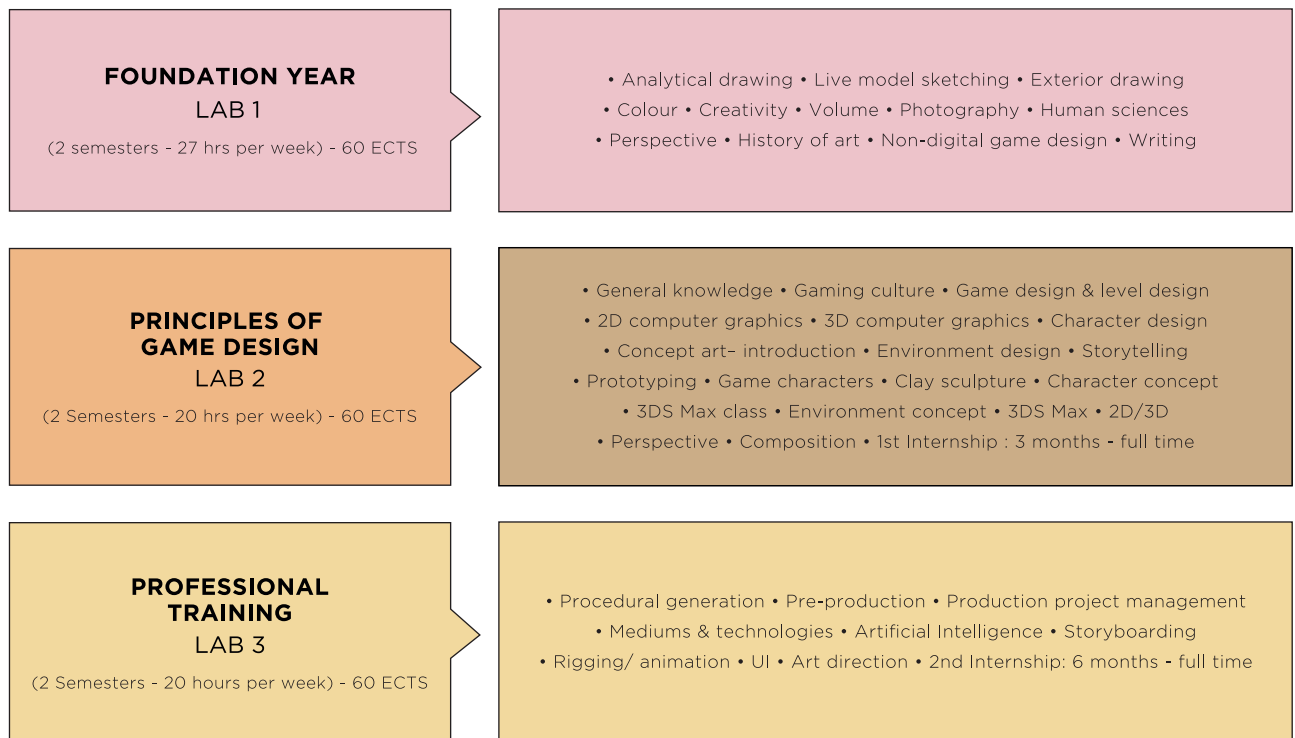 FOUNDATION YEAR
LAB 1
(2 semesters - 27 hrs per week) - 60 ECTS
• Analytical drawing • Live model sketching • Exterior drawing
• Colour • Creativity • Volume • Photography • Human sciences
• Perspective • History of art • Non-digital game design • Writing
PRINCIPLES OF
GAME DESIGN
LAB 2
(2 Semesters - 20 hrs per week) - 60 ECTS
• General knowledge • Gaming culture • Game design & level design
• 2D computer graphics • 3D computer graphics • Character design
• Concept art– introduction • Environment design • Storytelling
• Prototyping • Game characters • Clay sculpture • Character concept
• 3DS Max class • Environment concept • 3DS Max • 2D/3D
• Perspective • Composition • 1st Internship : 3 months - full time
PROFESSIONAL
TRAINING
LAB 3
(2 Semesters - 20 hours per week) - 60 ECTS
• Procedural generation • Pre-production • Production project management
• Mediums & technologies • Artificial Intelligence • Storyboarding
• Rigging/ animation • UI • Art direction • 2nd Internship: 6 months - full time